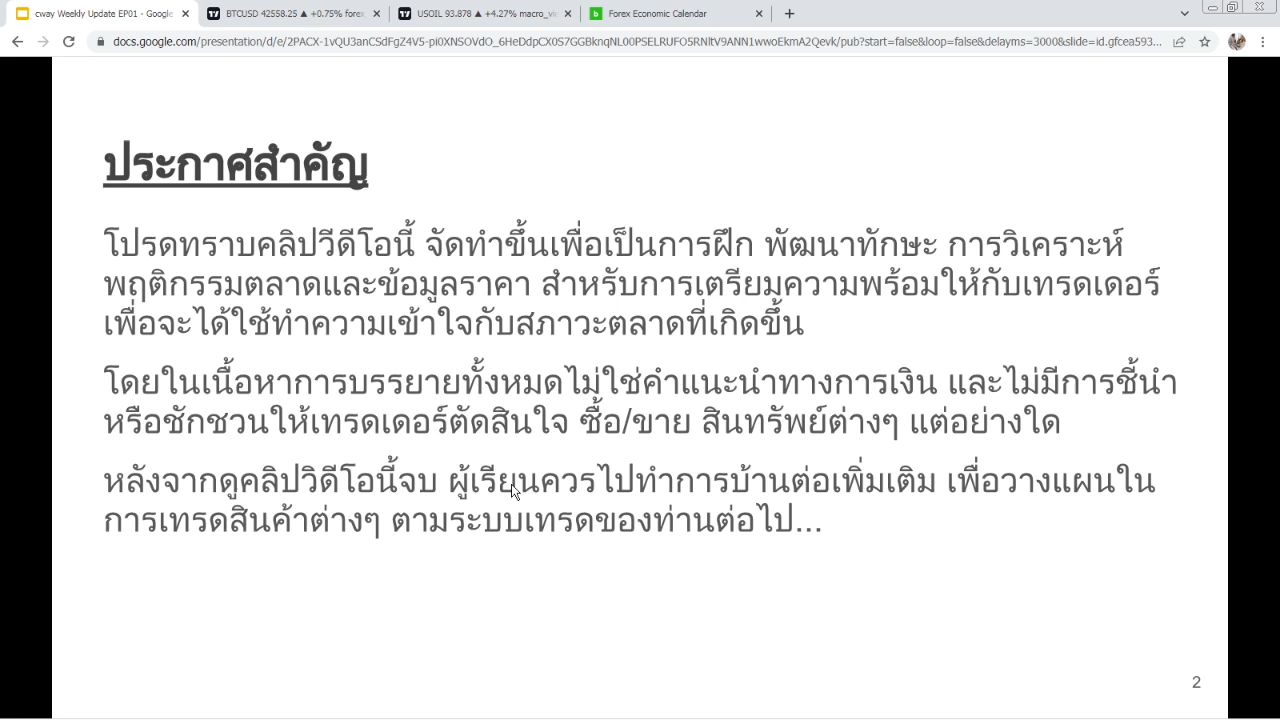 cway Weekly Update EP01 - Google
BTCUSD 42558.25 ▲ +0.75% forex
USOIL 93.878 ▲ +4.27% macro_vi
Forex Economic Calendar
docs.google.com/presentation/d/e/2PACX-1vQU3anCSdFgZ4V5-pi0XNSOVdO_6HeDdpCX0S7GGBknqNL00PSELRUFO5RNltV9ANN1wwoEkmA2Qevk/pub?start=false&loop=false&delayms=3000&slide=id.gfcea593...
ประกาศสำคัญ
โปรดทราบคลิปวีดีโอนี้ จัดทำขึ้นเพื่อเป็นการฝึก พัฒนาทักษะ การวิเคราะห์
พฤติกรรมตลาดและข้อมูลราคา สำหรับการเตรียมความพร้อมให้กับเทรดเดอร์
เพื่อจะได้ใช้ทำความเข้าใจกับสภาวะตลาดที่เกิดขึ้น
โดยในเนื้อหาการบรรยายทั้งหมดไม่ใช่คำแนะนำทางการเงิน และไม่มีการชี้นำ
หรือชักชวนให้เทรดเดอร์ตัดสินใจ ซื้อ/ขาย สินทรัพย์ต่างๆ แต่อย่างใด
หลังจากดูคลิปวิดีโอนี้จบ ผู้เรียนควรไปทำการบ้านต่อเพิ่มเติม เพื่อวางแผนใน
การเทรดสินค้าต่างๆ ตามระบบเทรดของท่านต่อไป...
2